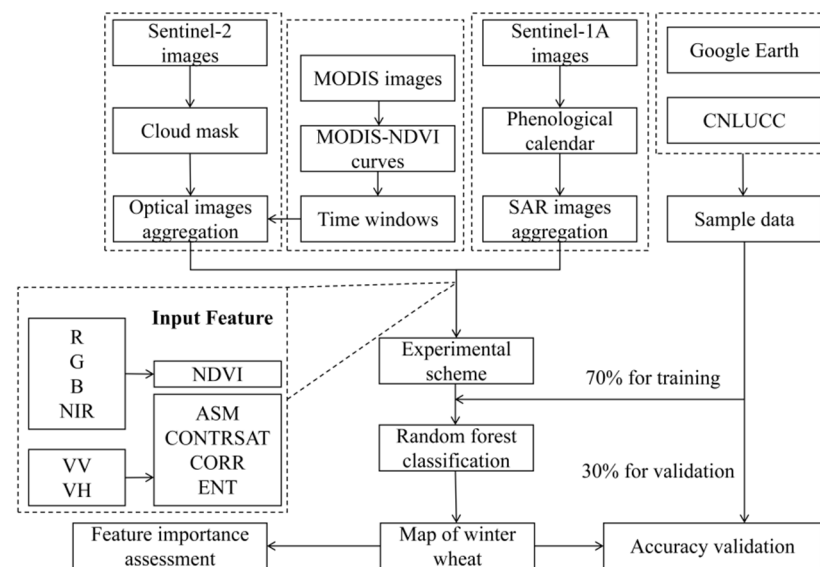 Sentinel-2
images
Cloud mask
Optical images
aggregation
MODIS images
MODIS-NDVI
curves
Time windows
Sentinel-1A
images
Phenological
calendar
SAR images
aggregation
Google Earth
CNLUCC
Sample data
Input Feature
R
G
B
NIR
NDVI
VV
VH
ASM
CONTRSAT
CORR
ENT
Experimental
scheme
70% for training
Random forest
classification
30% for validation
Feature importance
assessment
Map of winter
wheat
Accuracy validation